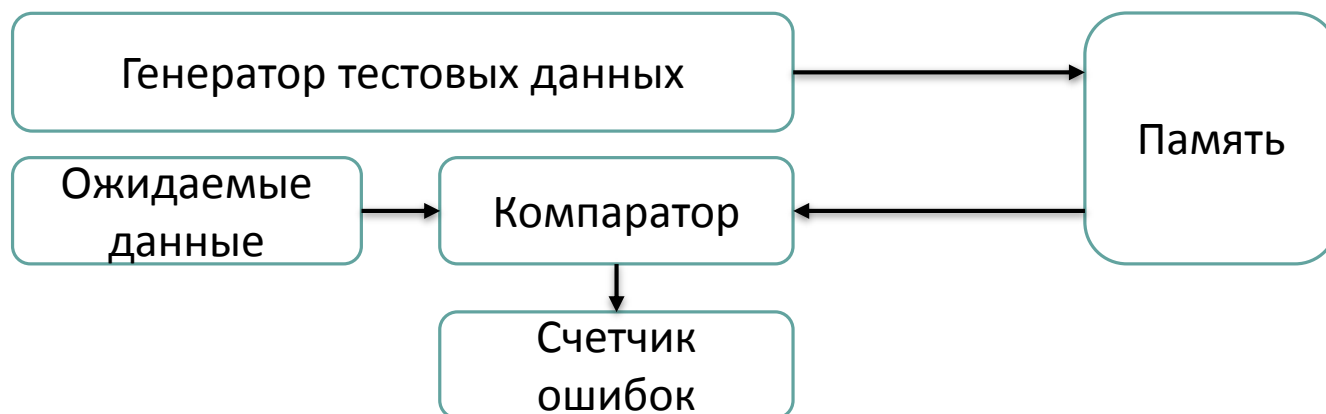 Генератор тестовых данных
Память
Ожидаемые
данные
Компаратор
Счетчик
ошибок